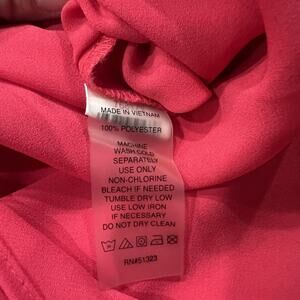 MADE IN VIETNAM
100% POLYESTER
MACHINE
WASH COLD
SEPARATELY
USE ONLY
NON-CHLORINE
BLEACH IF NEEDED
TUMBLE DRY LOW
USE LOW IRON
IF NECESSARY
DO NOT DRY CLEAN
RN#51323